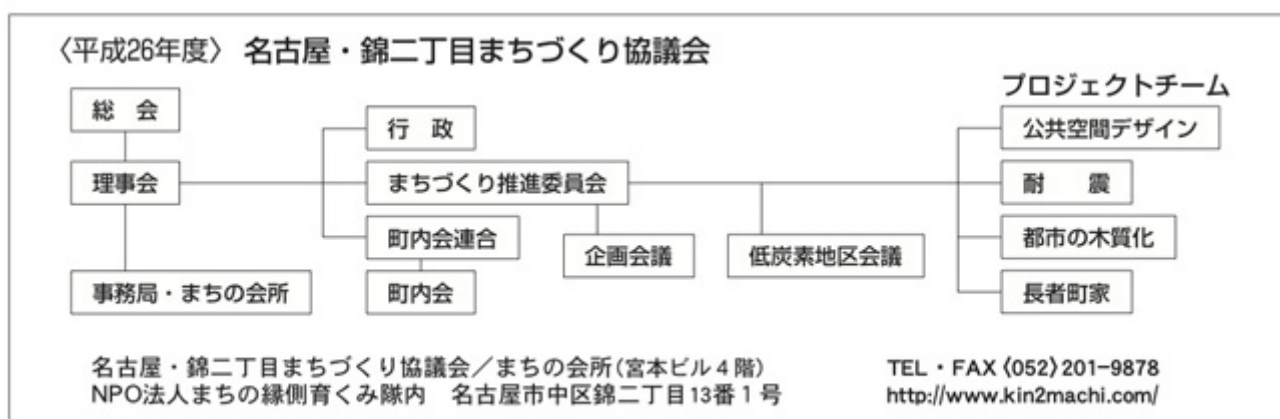 〈平成26年度〉 名古屋・錦二丁目まちづくり協議会
プロジェクトチーム
総　会
行　政
公共空間デザイン
理事会
まちづくり推進委員会
耐　震
町内会連合
企画会議
低炭素地区会議
都市の木質化
事務局・まちの会所
町内会
長者町家
名古屋・錦二丁目まちづくり協議会／まちの会所(宮本ビル４階)
NPO法人まちの縁側育くみ隊内　名古屋市中区錦二丁目13番１号
TEL・FAX〈052〉201-9878
http://www.kin2machi.com/